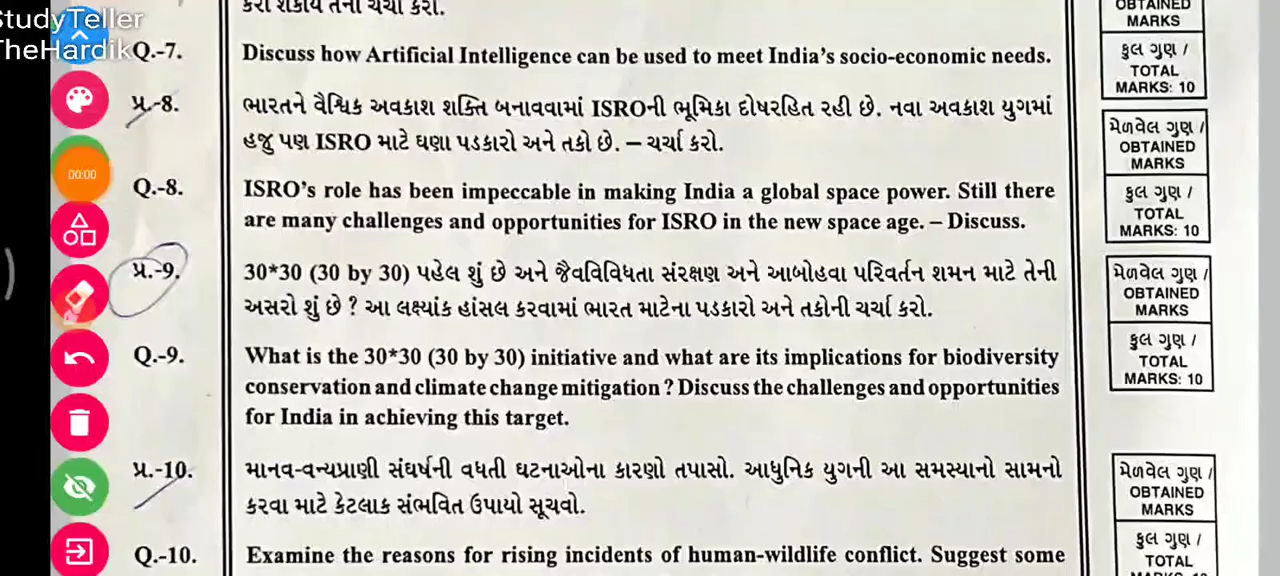 StudyTeller
TheHardik
કરી શકાય તેની ચર્ચા કરો.
OBTAINED
MARKS
Q.-7.
Discuss how Artificial Intelligence can be used to meet India's socio-economic needs.
કુલ ગુણ /
TOTAL
MARKS: 10
પ્ર.-8.
ભારતને વૈશ્વિક અવકાશ શક્તિ બનાવવામાં ISROની ભૂમિકા દોષરહિત રહી છે. નવા અવકાશ યુગમાં
હજુ પણ ISRO માટે ઘણા પડકારો અને તકો છે. – ચર્ચા કરો.
મેળવેલ ગુણ /
OBTAINED
MARKS
00:00
Q.-8.
ISRO's role has been impeccable in making India a global space power. Still there
are many challenges and opportunities for ISRO in the new space age. – Discuss.
કુલ ગુણ /
TOTAL
MARKS: 10
પ્ર.-9.
30*30 (30 by 30) પહેલ શું છે અને જૈવવિવિધતા સંરક્ષણ અને આબોહવા પરિવર્તન શમન માટે તેની
અસરો શું છે ? આ લક્ષ્યાંક હાંસલ કરવામાં ભારત માટેના પડકારો અને તકોની ચર્ચા કરો.
મેળવેલ ગુણ /
OBTAINED
MARKS
Q.-9.
What is the 30*30 (30 by 30) initiative and what are its implications for biodiversity
conservation and climate change mitigation ? Discuss the challenges and opportunities
for India in achieving this target.
કુલ ગુણ /
TOTAL
MARKS: 10
પ્ર.-10.
માનવ-વન્યપ્રાણી સંઘર્ષની વધતી ઘટનાઓના કારણો તપાસો. આધુનિક યુગની આ સમસ્યાનો સામનો
કરવા માટે કેટલાક સંભવિત ઉપાયો સૂચવો.
મેળવેલ ગુણ /
OBTAINED
MARKS
Q.-10.
Examine the reasons for rising incidents of human-wildlife conflict. Suggest some
કુલ ગુણ /
TOTAL